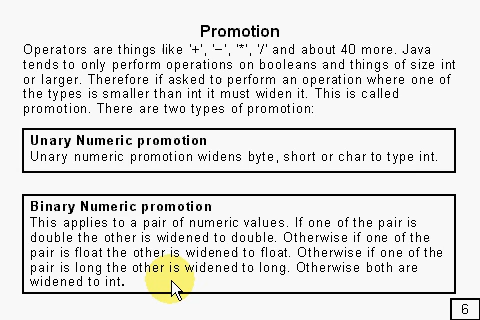 Promotion
Operators are things like '+', '−', '*', '/' and about 40 more. Java
tends to only perform operations on booleans and things of size int
or larger. Therefore if asked to perform an operation where one of
the types is smaller than int it must widen it. This is called
promotion. There are two types of promotion:
Unary Numeric promotion
Unary numeric promotion widens byte, short or char to type int.
Binary Numeric promotion
This applies to a pair of numeric values. If one of the pair is
double the other is widened to double. Otherwise if one of the
pair is float the other is widened to float. Otherwise if one of the
pair is long the other is widened to long. Otherwise both are
widened to int.
6